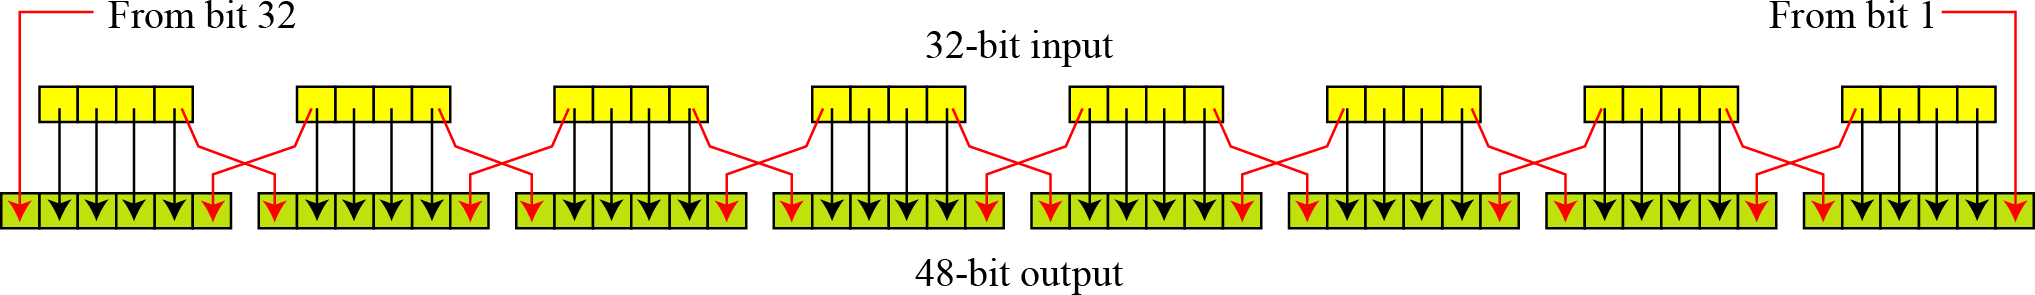 From bit 32
From bit 1
32-bit input
48-bit output